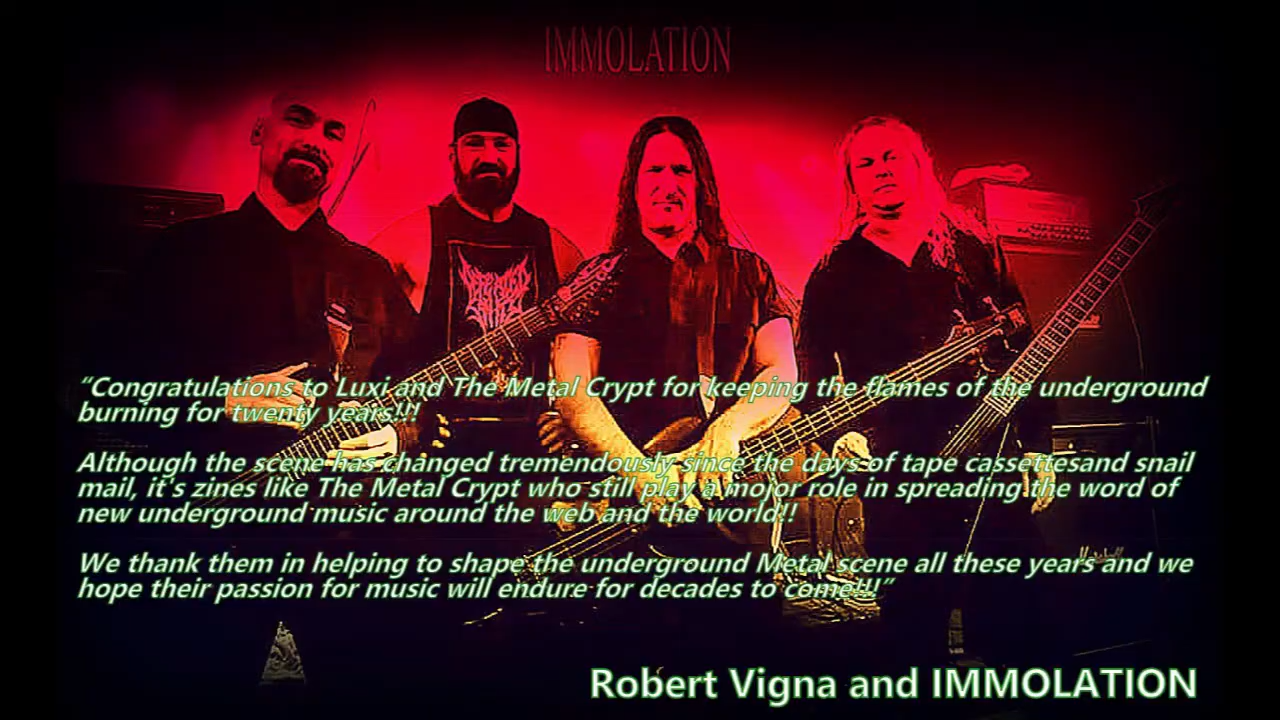 IMMOLATION
“Congratulations to Luxi and The Metal Crypt for keeping the flames of the underground
burning for twenty years!!!
Although the scene has changed tremendously since the days of tape cassettesand snail
mail, it's zines like The Metal Crypt who still play a mojor role in spreading the word of
new underground music around the web and the world!!
We thank them in helping to shape the underground Metal scene all these years and we
hope their passion for music will endure for decades to come!!!”
Robert Vigna and IMMOLATION